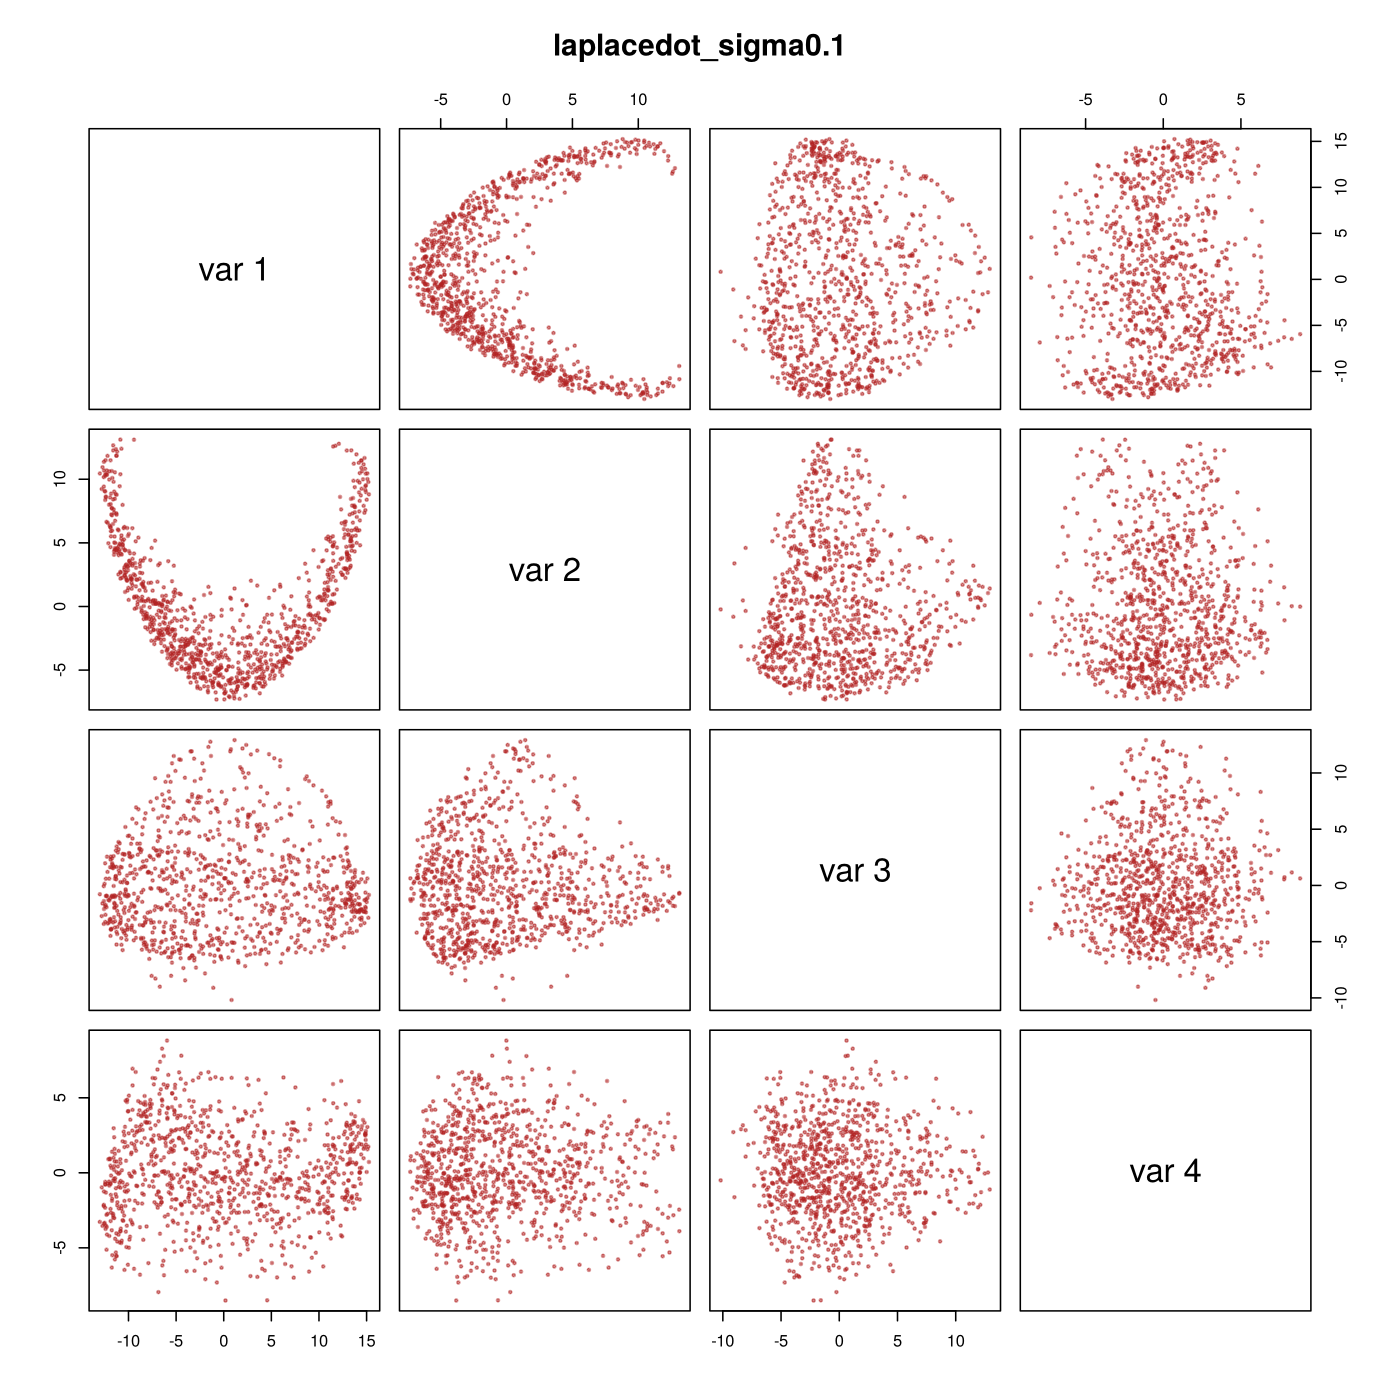 laplacedot_sigma0.1
-5 0 5 10
-5 0 5
var 1
15 10 5 0 -5 -10
10 5 0 -5
var 2
var 3
10 5 0 -5 -10
5 0 -5
var 4
-10 -5 0 5 10 15
-10 -5 0 5 10